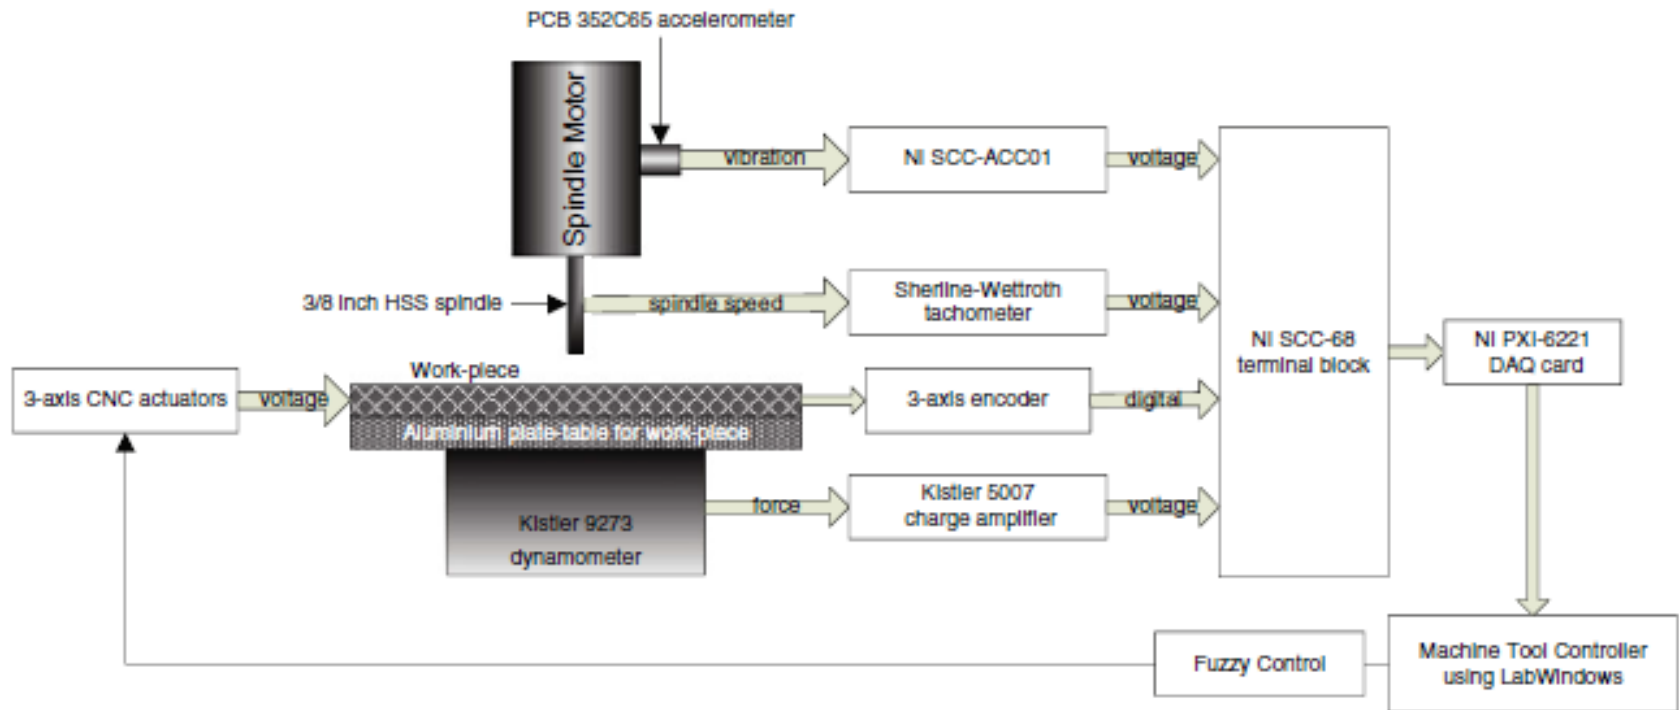 PCB 352C65 accelerometer
Spindle Motor
vibration
NI SCC-ACC01
voltage
3/8 inch HSS spindle
spindle speed
Sherline-Wettroth
tachometer
voltage
NI SCC-68
terminal block
NI PXI-6221
DAQ card
Work-piece
3-axis CNC actuators
voltage
Aluminium plate-table for work-piece
3-axis encoder
digital
Kistler 9273
dynamometer
force
Kistler 5007
charge amplifier
voltage
Fuzzy Control
Machine Tool Controller
using LabWindows